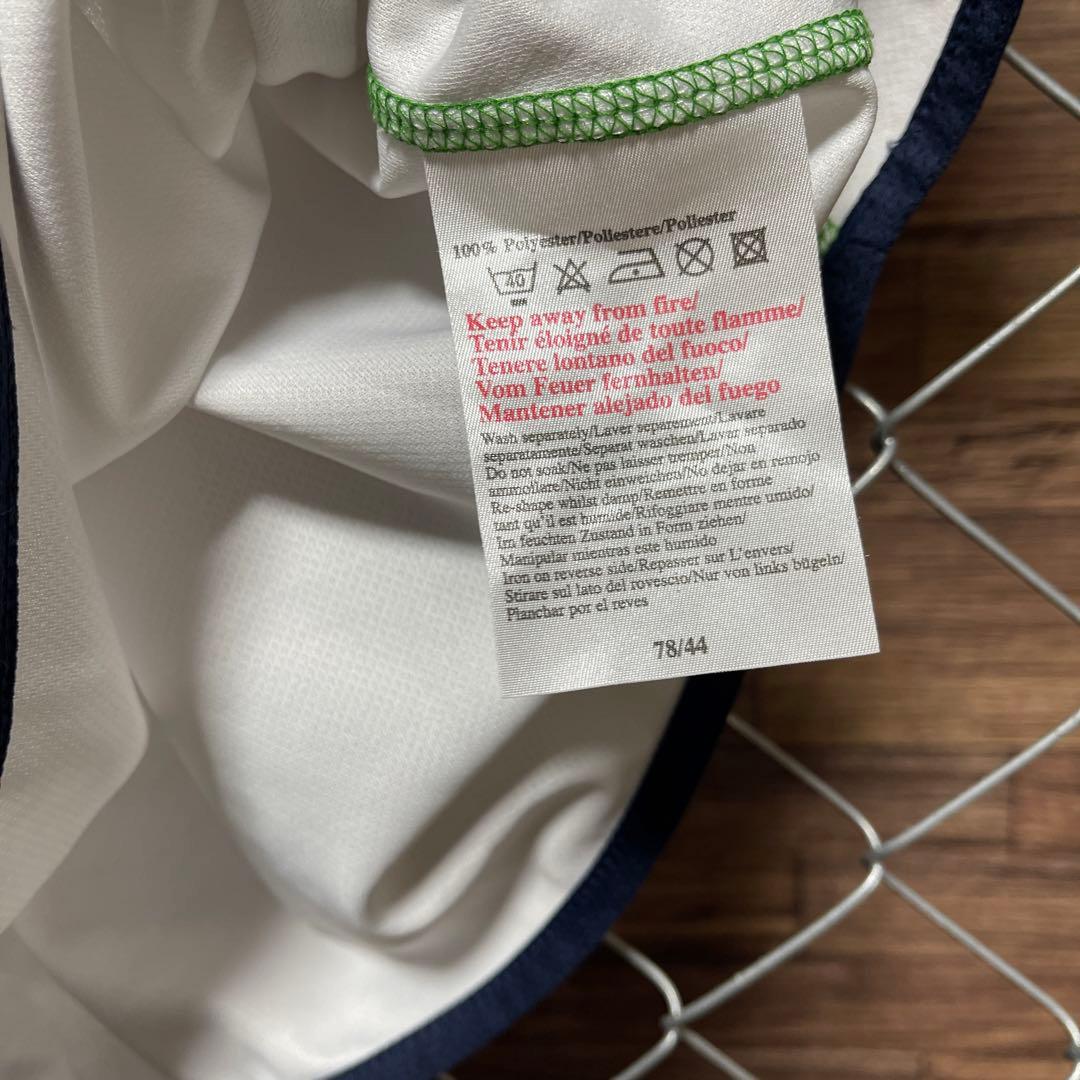 100% Polyester/Poliestere/Poliester
40
Keep away from fire/
Tenir éloigné de toute flamme/
Tenere lontano del fuoco/
Vom Feuer fernhalten/
Mantener alejado del fuego
Wash separately/Laver separement/Lavare
separatamente/Separat waschen/Lavar separado
Do not soak/Ne pas laisser tremper/Non
ammollare/Nicht einweichen/No dejar en remojo
Re-shape whilst damp/Remettre en forme
tant qu'il est humide/Rifoggiare mentre umido/
Im feuchten Zustand in Form ziehen/
Manipular mientras este humido
Iron on reverse side/Repasser sur L'envers/
Stirare sul lato del rovescio/Nur von links bügeln/
Planchar por el reves
78/44